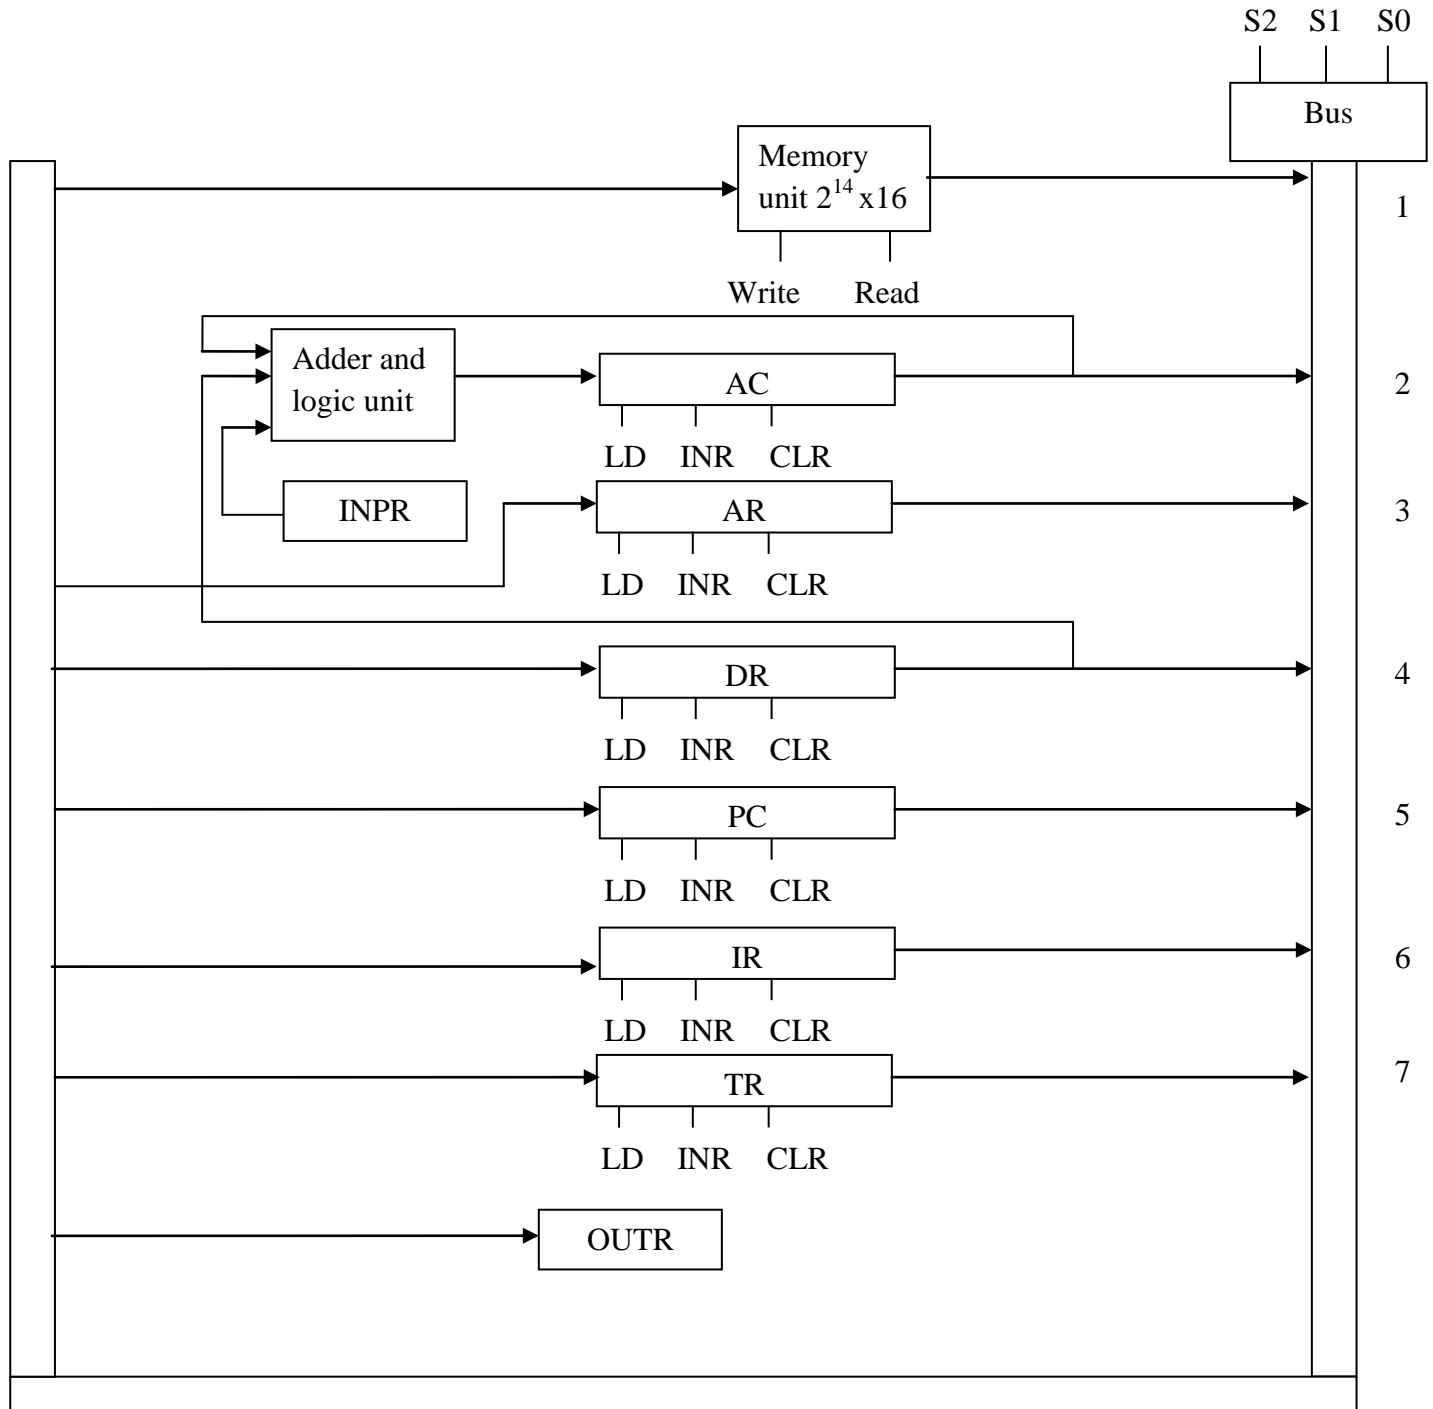 S2 S1 S0
Bus
Memory
unit 2^14 x16
1
Write Read
Adder and
logic unit
AC
2
LD INR CLR
INPR
AR
3
LD INR CLR
DR
4
LD INR CLR
PC
5
LD INR CLR
IR
6
LD INR CLR
TR
7
LD INR CLR
OUTR